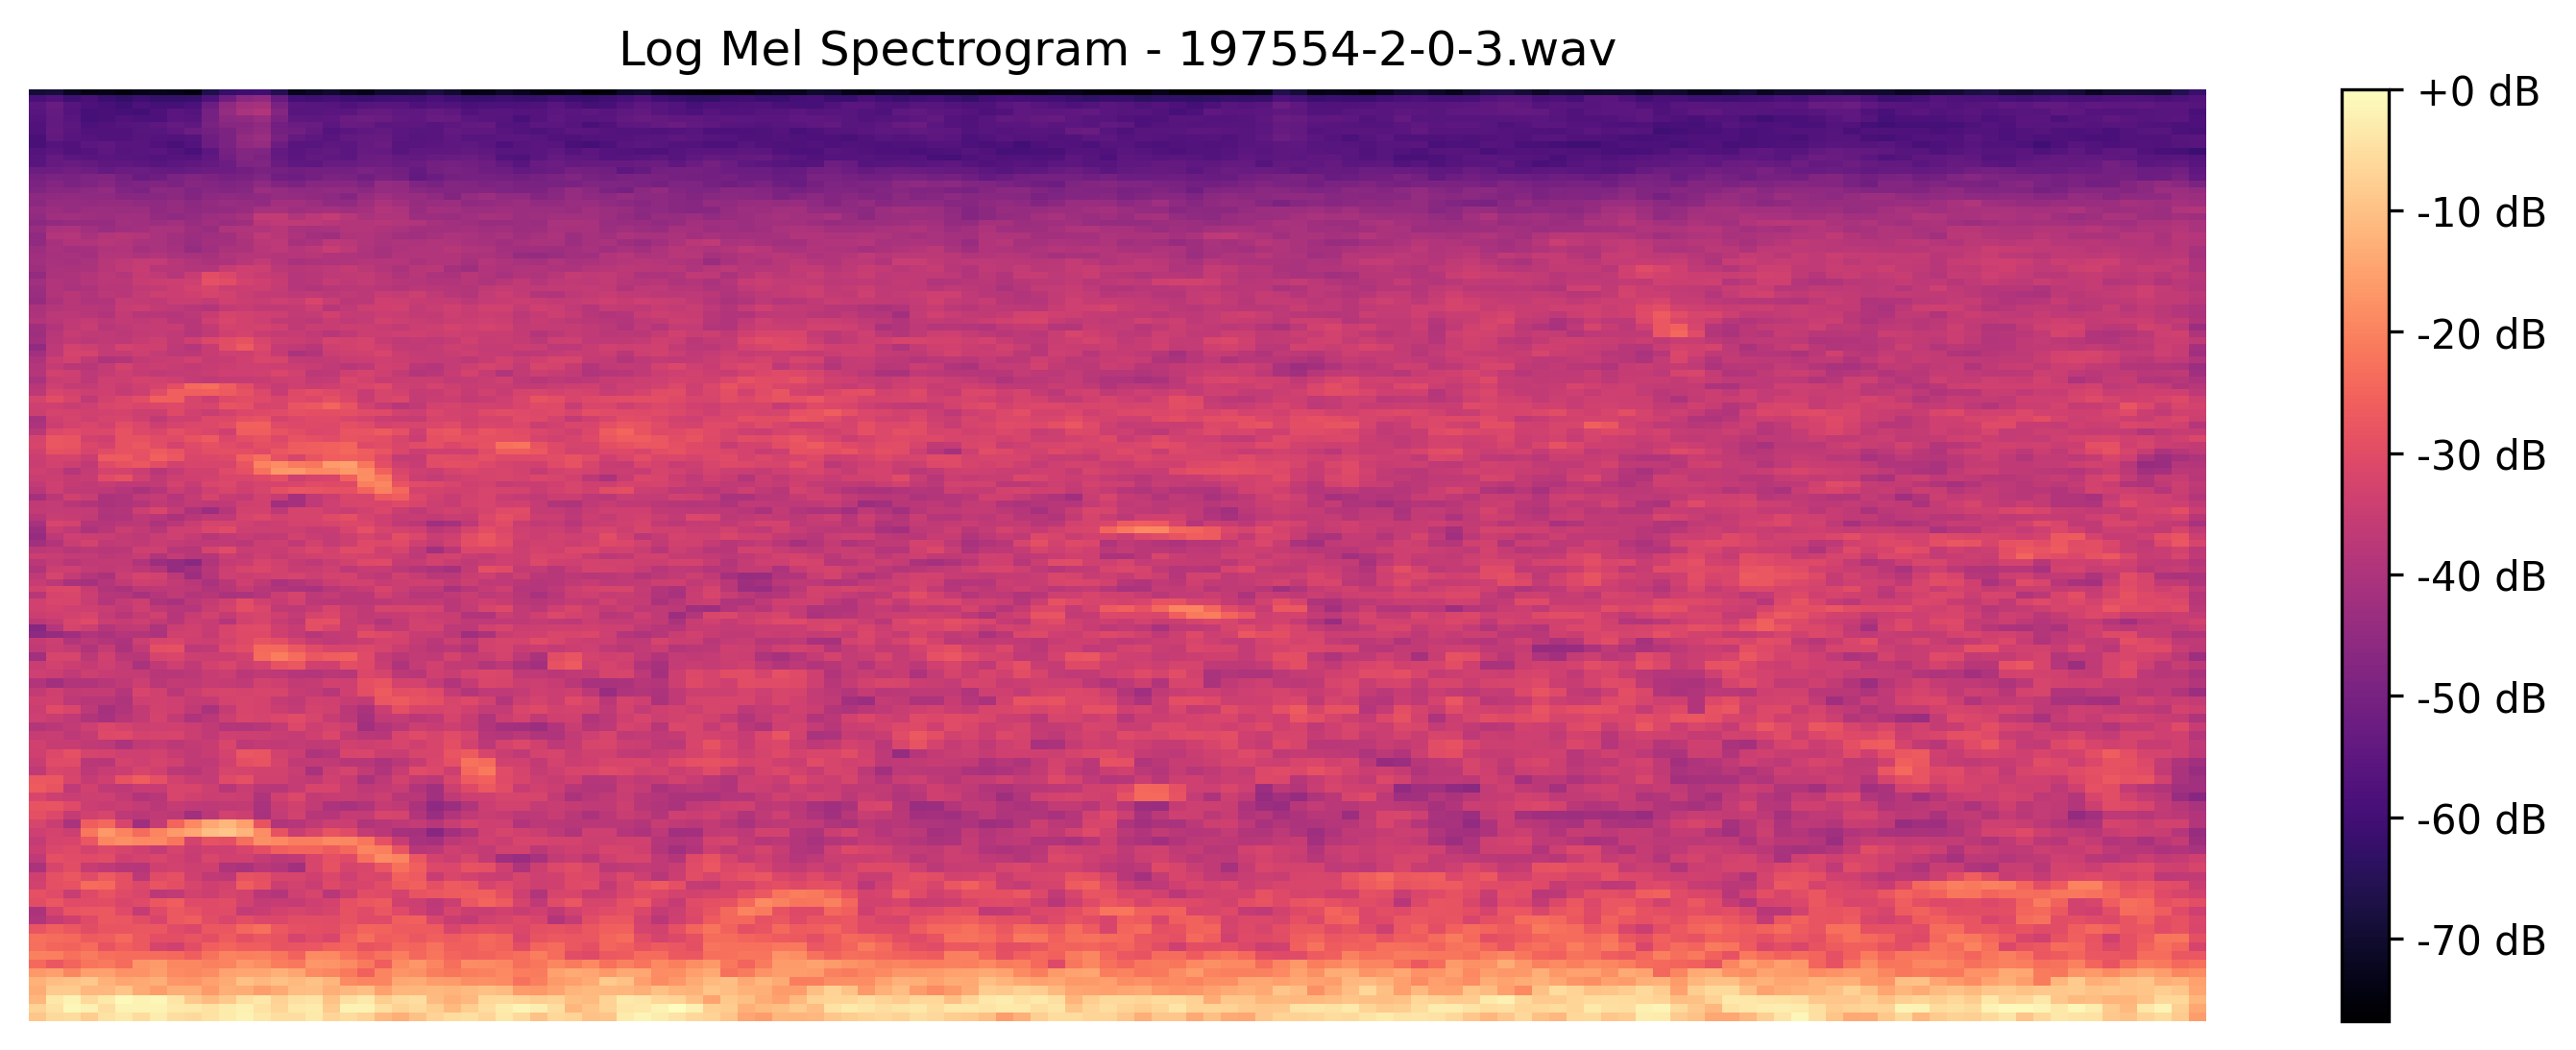 Log Mel Spectrogram - 197554-2-0-3.wav
+0 dB
-10 dB
-20 dB
-30 dB
-40 dB
-50 dB
-60 dB
-70 dB